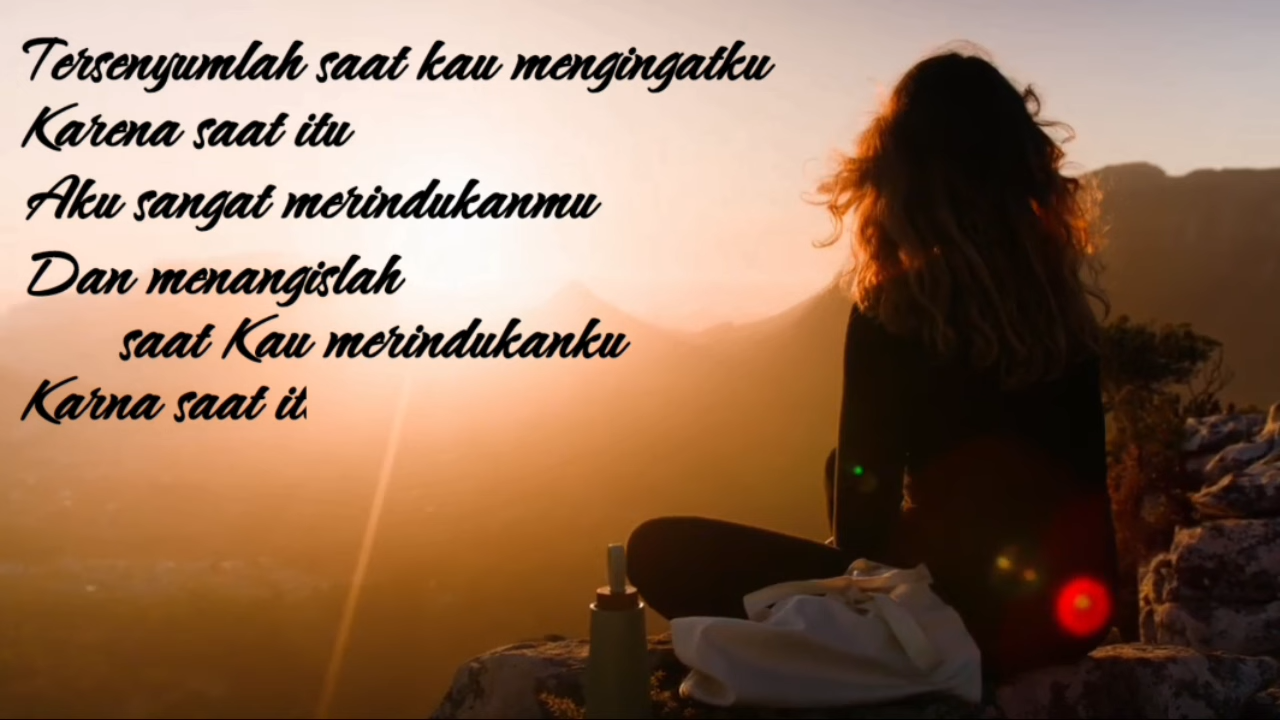 Tersenyumlah saat kau mengingatku
Karena saat itu
Aku sangat merindukanmu
Dan menangislah
saat Kau merindukanku
Karna saat it